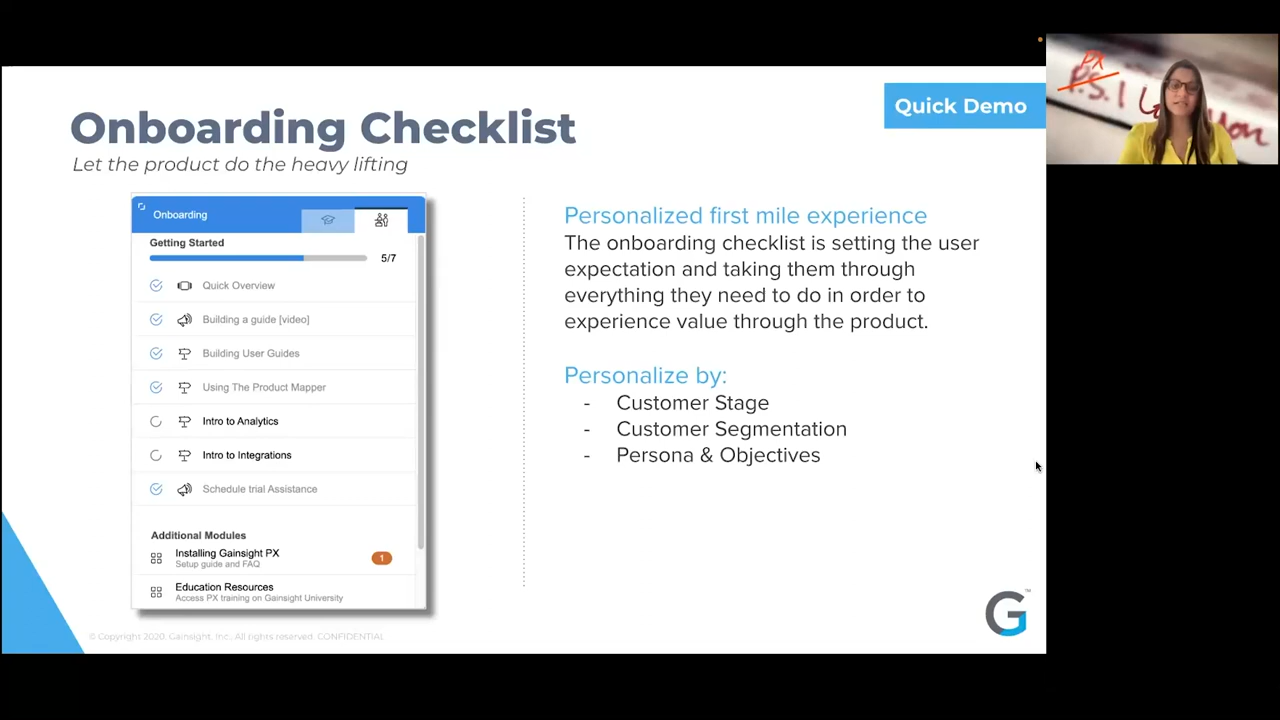 Onboarding Checklist
Let the product do the heavy lifting
Quick Demo
PX
P.S. I
Onboarding
Getting Started
5/7
Quick Overview
Building a guide [video]
Building User Guides
Using The Product Mapper
Intro to Analytics
Intro to Integrations
Schedule trial Assistance
Additional Modules
Installing Gainsight PX
Setup guide and FAQ
1
Education Resources
Access PX training on Gainsight University
Personalized first mile experience
The onboarding checklist is setting the user
expectation and taking them through
everything they need to do in order to
experience value through the product.
Personalize by:
- Customer Stage
- Customer Segmentation
- Persona & Objectives
© Copyright 2020. Gainsight, Inc.. All rights reserved. CONFIDENTIAL
G